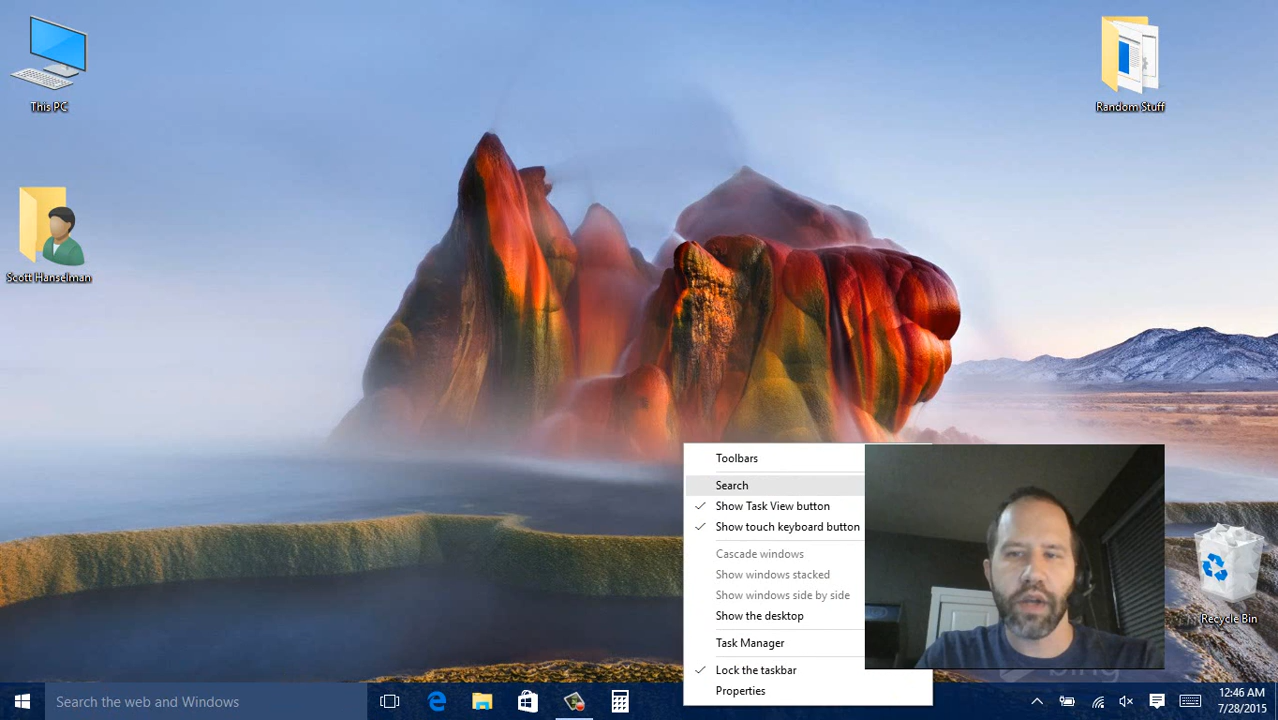 This PC
Random Stuff
Scott Hanselman
Toolbars
Search
Show Task View button
Show touch keyboard button
Cascade windows
Show windows stacked
Show windows side by side
Show the desktop
Task Manager
Lock the taskbar
Properties
Recycle Bin
bing
Search the web and Windows
12:46 AM
7/28/2015